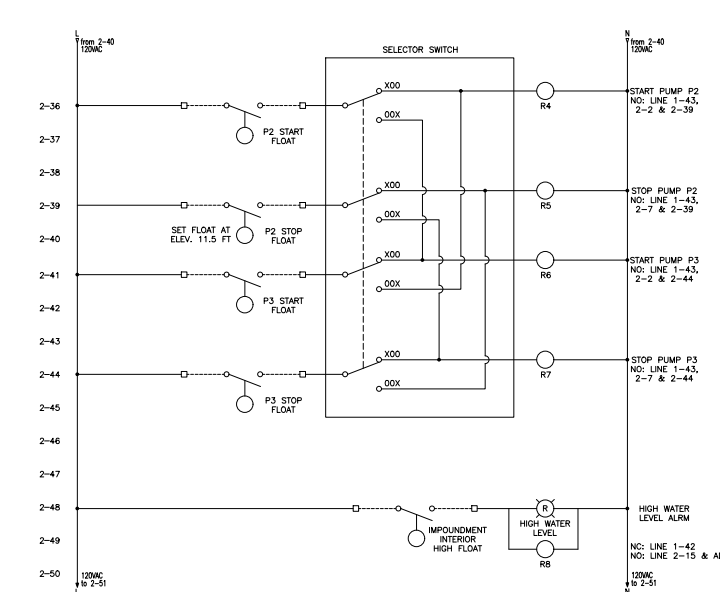 L
from 2-40
120VAC
N
from 2-40
120VAC
SELECTOR SWITCH
2-36
P2 START
FLOAT
X00
00X
R4
START PUMP P2
NO: LINE 1-43,
2-2 & 2-39
2-37
2-38
2-39
SET FLOAT AT
ELEV. 11.5 FT
P2 STOP
FLOAT
X00
00X
R5
STOP PUMP P2
NO: LINE 1-43,
2-7 & 2-39
2-40
2-41
P3 START
FLOAT
X00
00X
R6
START PUMP P3
NO: LINE 1-43,
2-2 & 2-44
2-42
2-43
2-44
P3 STOP
FLOAT
X00
00X
R7
STOP PUMP P3
NO: LINE 1-43,
2-7 & 2-44
2-45
2-46
2-47
2-48
IMPOUNDMENT
INTERIOR
HIGH FLOAT
R
HIGH WATER
LEVEL
R8
HIGH WATER
LEVEL ALRM
2-49
NC: LINE 1-42
NO: LINE 2-15 &
2-50
120VAC
to 2-51
120VAC
to 2-51